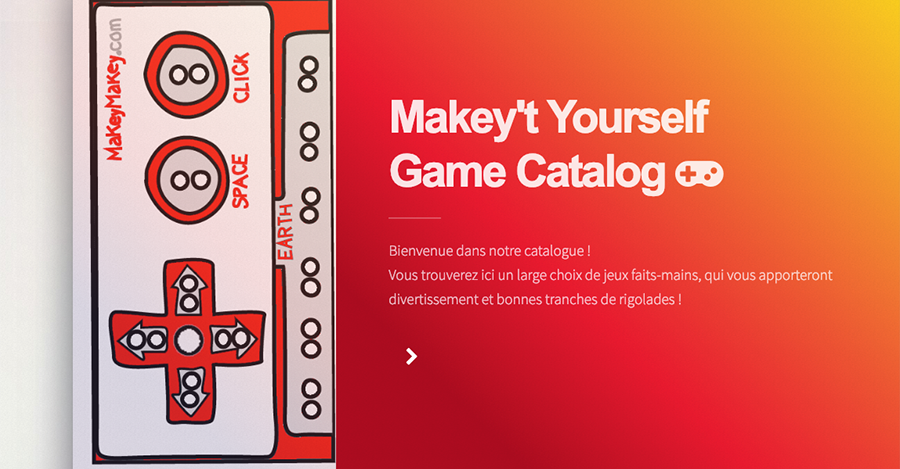 MaKeyMaKey.com
CLICK
SPACE
EARTH
Makey't Yourself
Game Catalog
Bienvenue dans notre catalogue !
Vous trouverez ici un large choix de jeux faits-mains, qui vous apporteront
divertissement et bonnes tranches de rigolades !